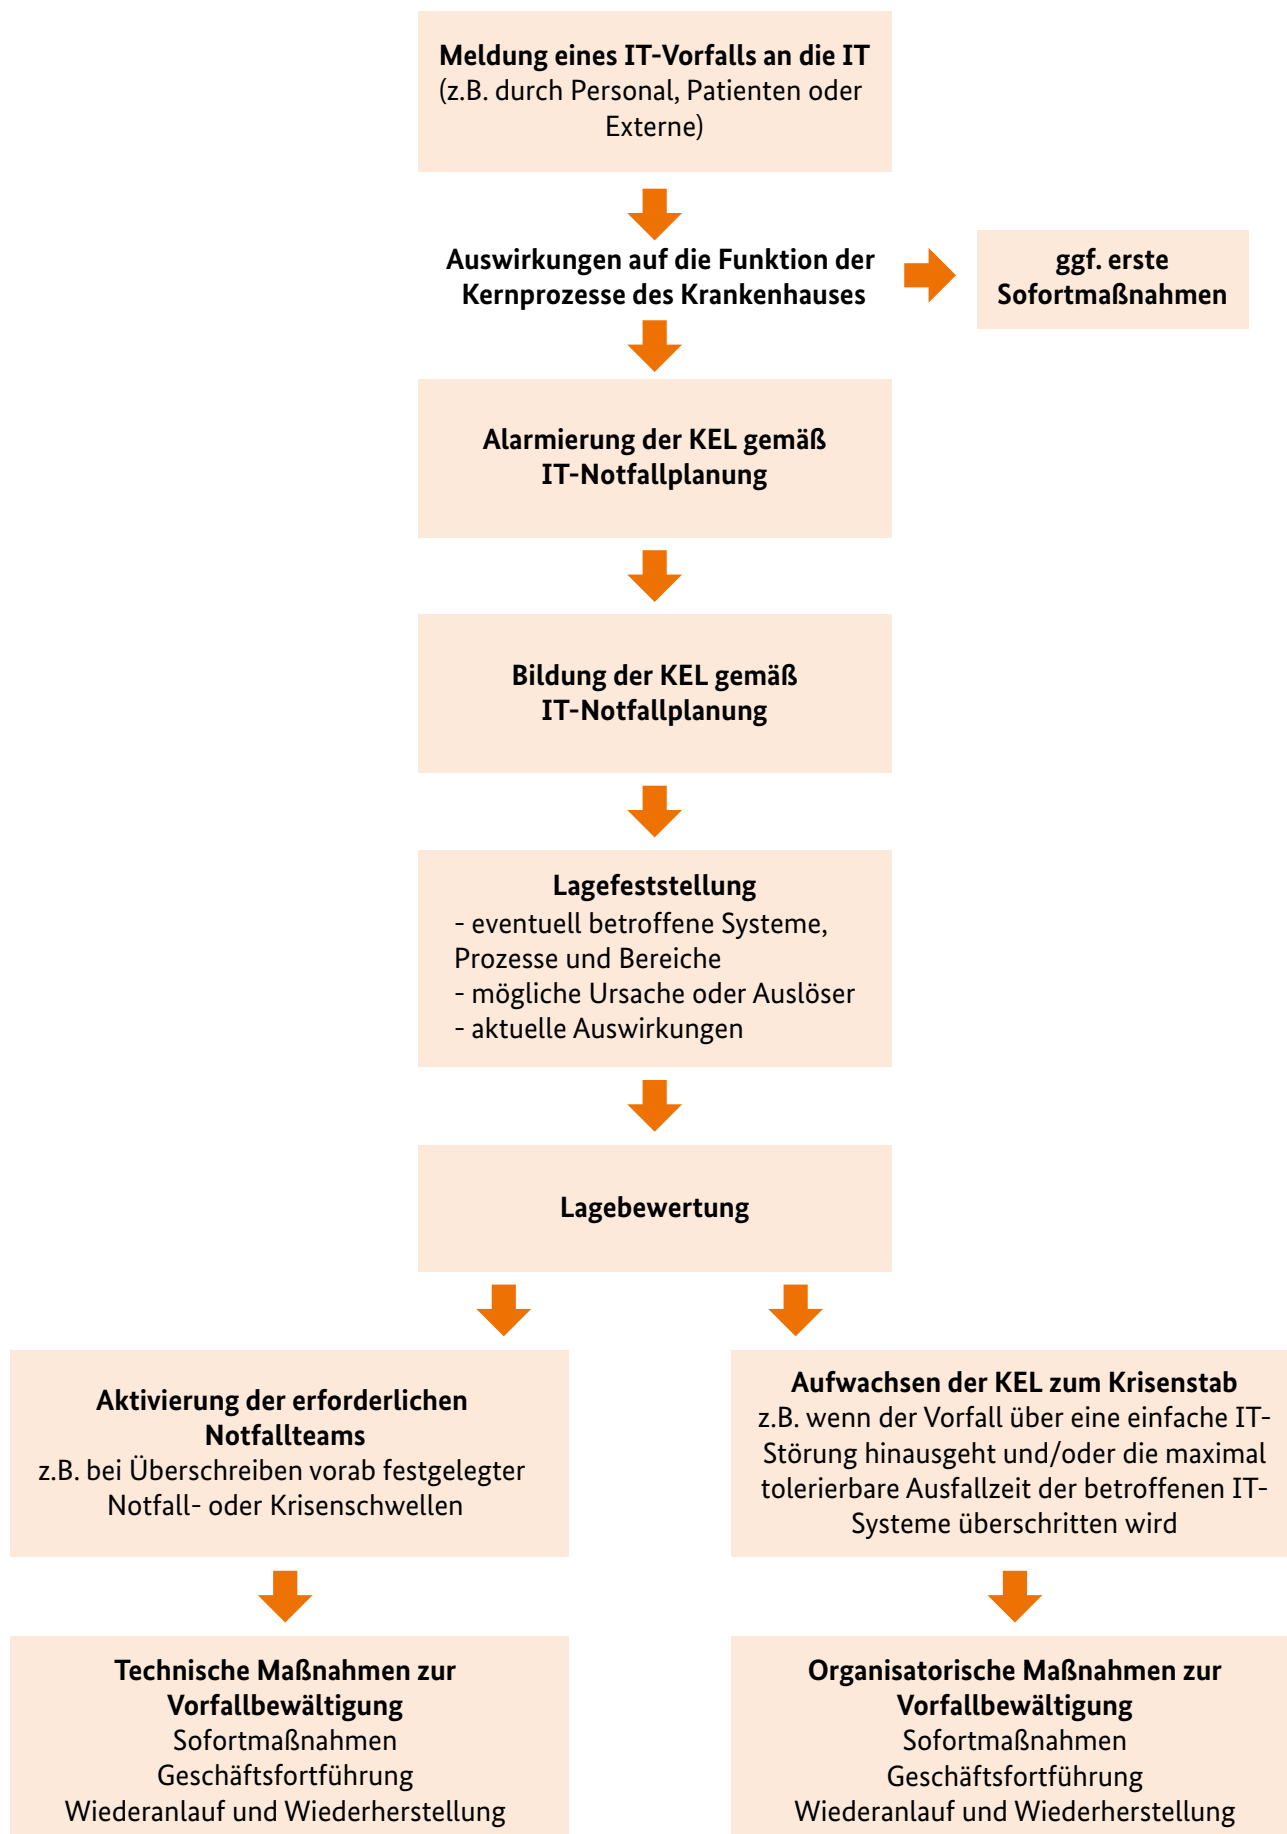 Meldung eines IT-Vorfalls an die IT
(z.B. durch Personal, Patienten oder
Externe)
Auswirkungen auf die Funktion der
Kernprozesse des Krankenhauses
ggf. erste
Sofortmaßnahmen
Alarmierung der KEL gemäß
IT-Notfallplanung
Bildung der KEL gemäß
IT-Notfallplanung
Lagefeststellung
- eventuell betroffene Systeme,
Prozesse und Bereiche
- mögliche Ursache oder Auslöser
- aktuelle Auswirkungen
Lagebewertung
Aktivierung der erforderlichen
Notfallteams
z.B. bei Überschreiben vorab festgelegter
Notfall- oder Krisenschwellen
Aufwachsen der KEL zum Krisenstab
z.B. wenn der Vorfall über eine einfache IT-
Störung hinausgeht und/oder die maximal
tolerierbare Ausfallzeit der betroffenen IT-
Systeme überschritten wird
Technische Maßnahmen zur
Vorfallbewältigung
Sofortmaßnahmen
Geschäftsfortführung
Wiederanlauf und Wiederherstellung
Organisatorische Maßnahmen zur
Vorfallbewältigung
Sofortmaßnahmen
Geschäftsfortführung
Wiederanlauf und Wiederherstellung